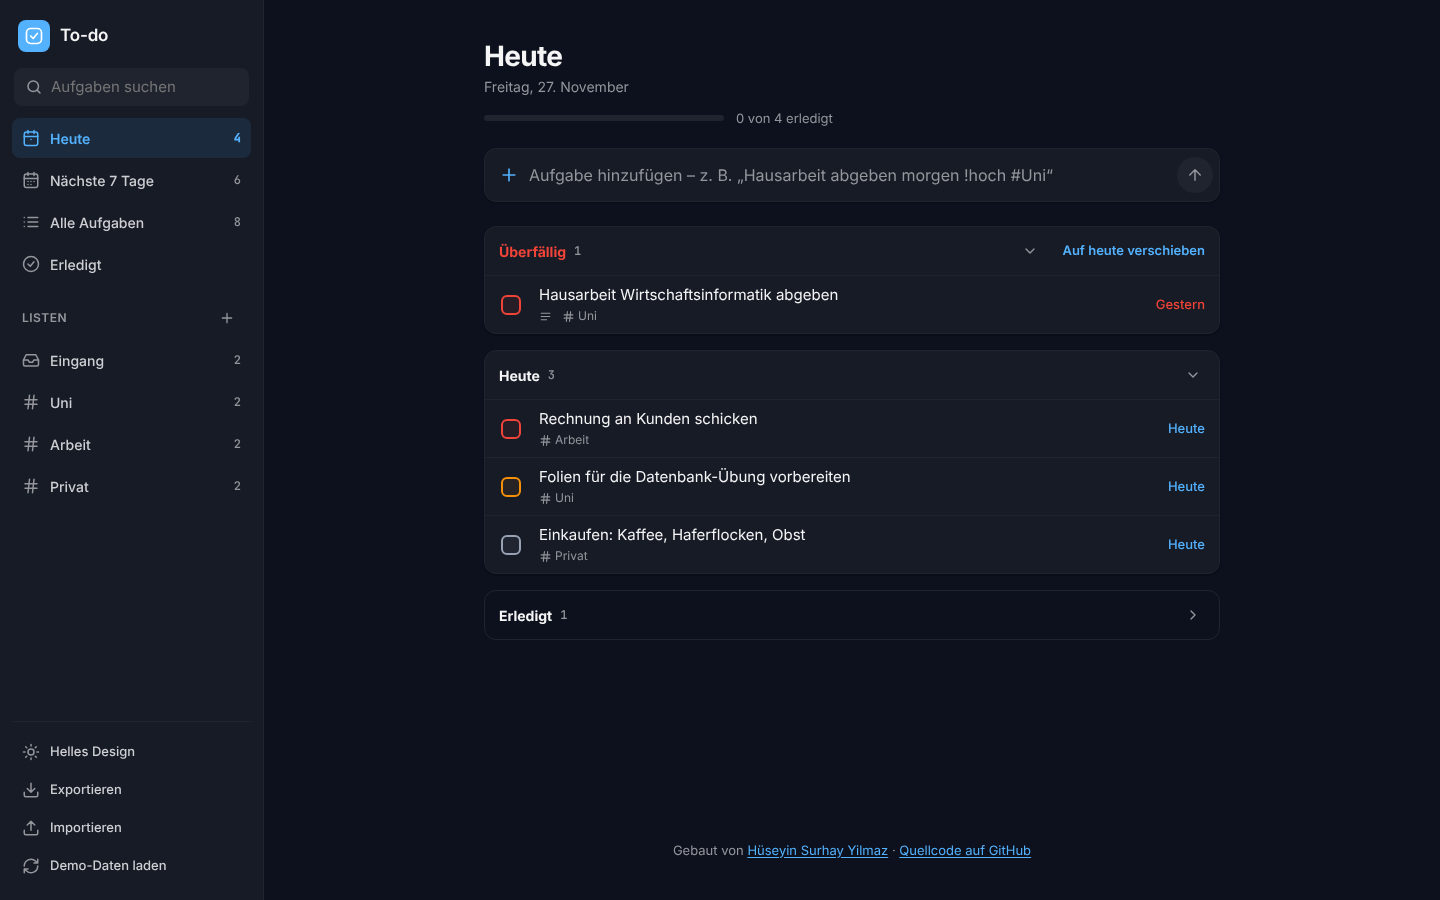 To-do
Aufgaben suchen
Heute 4
Nächste 7 Tage 6
Alle Aufgaben 8
Erledigt
LISTEN
Eingang 2
Uni 2
Arbeit 2
Privat 2
Helles Design
Exportieren
Importieren
Demo-Daten laden
Heute
Freitag, 27. November
0 von 4 erledigt
Aufgabe hinzufügen – z. B. „Hausarbeit abgeben morgen !hoch #Uni“
Überfällig 1 Auf heute verschieben
Hausarbeit Wirtschaftsinformatik abgeben
# Uni
Gestern
Heute 3
Rechnung an Kunden schicken
# Arbeit
Heute
Folien für die Datenbank-Übung vorbereiten
# Uni
Heute
Einkaufen: Kaffee, Haferflocken, Obst
# Privat
Heute
Erledigt 1
Gebaut von Hüseyin Surhay Yilmaz · Quellcode auf GitHub